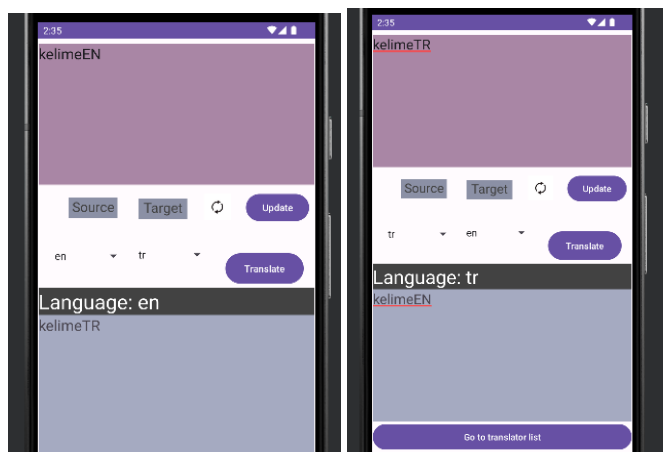 2:35
kelimeEN
Source Target Update
en tr
Translate
Language: en
kelimeTR
2:35
kelimeTR
Source Target Update
tr en
Translate
Language: tr
kelimeEN
Go to translator list